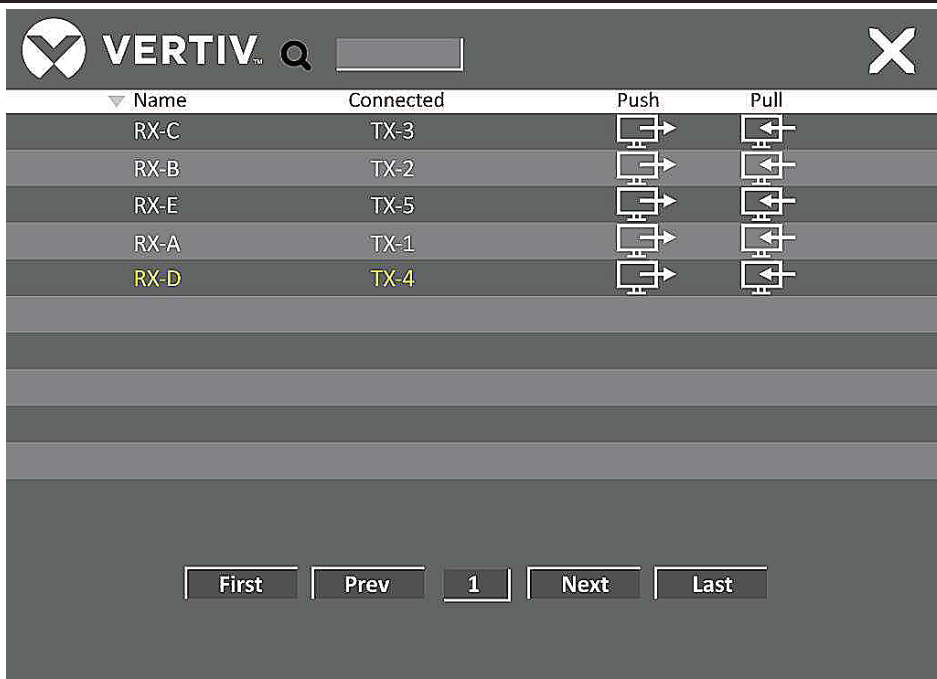 VERTIV™
Name Connected Push Pull
RX-C TX-3
RX-B TX-2
RX-E TX-5
RX-A TX-1
RX-D TX-4
First Prev 1 Next Last